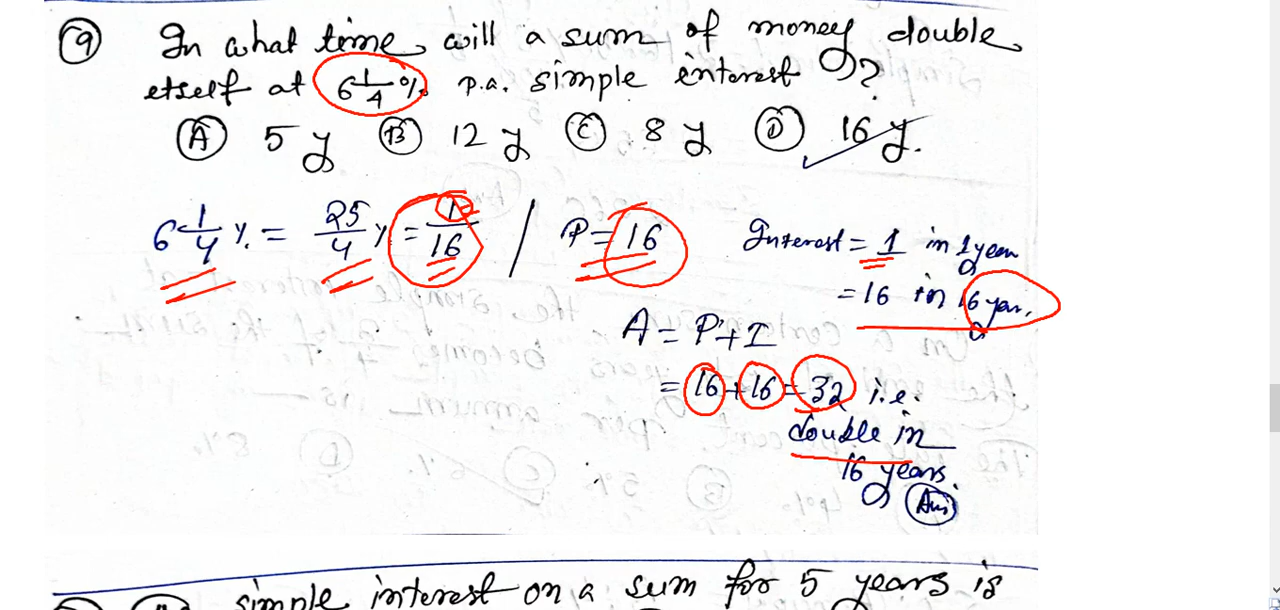 9 In what time, will a sum of money double
etself at 6 1/4 % p.a. simple interest ?
A 5 y B 12 y C 8 y D 16 y.
6 1/4 % = 25/4 % = 1/16 / P = 16 Interest = 1 in 1 year
= 16 in 16 year.
A = P + I
= 16 + 16 = 32 i.e.
double in
16 years.
Ans
simple interest on a sum for 5 years is